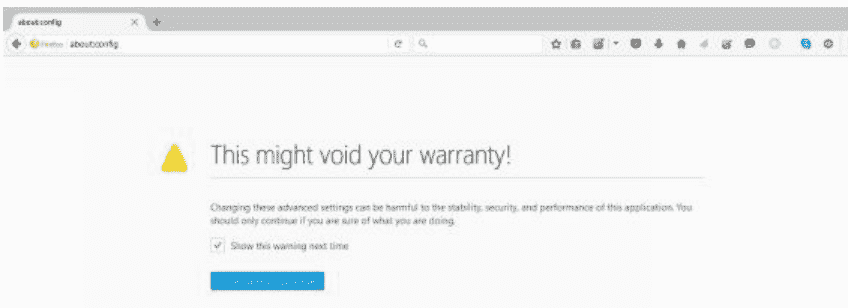 about:config
Firefox about:config
This might void your warranty!
Changing these advanced settings can be harmful to the stability, security, and performance of this application. You
should only continue if you are sure of what you are doing.
Show this warning next time